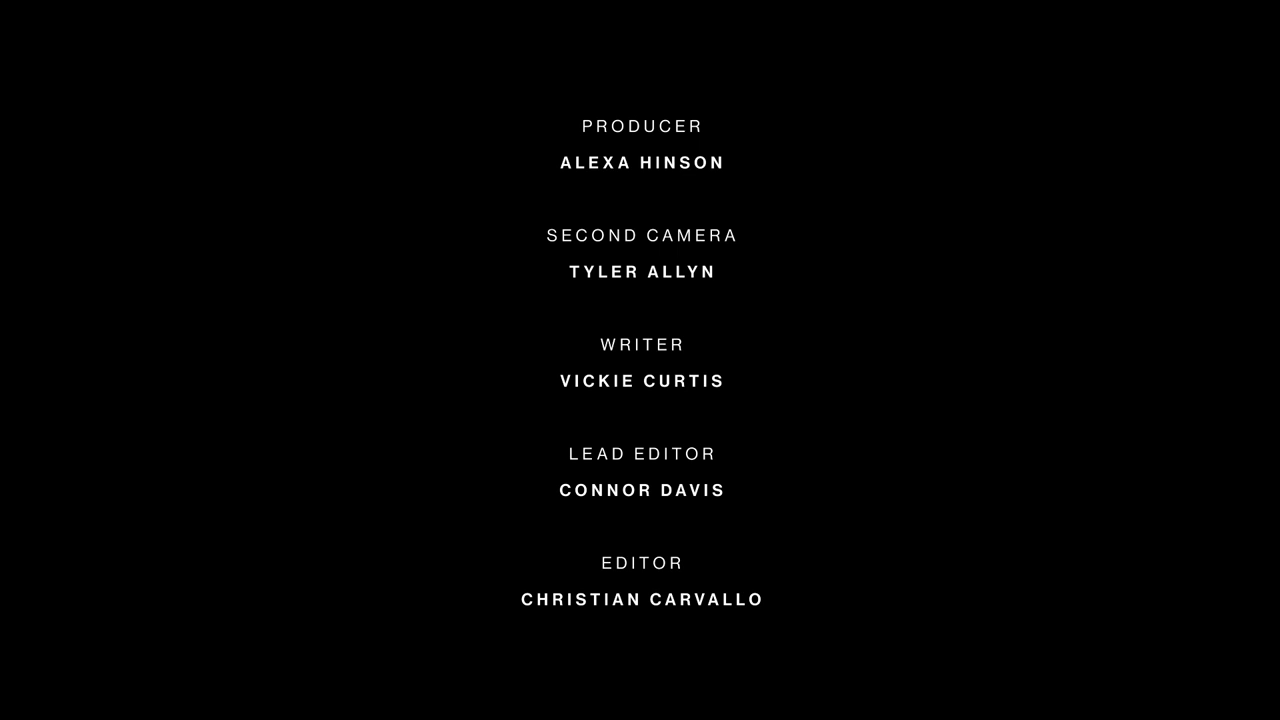 PRODUCER
ALEXA HINSON
SECOND CAMERA
TYLER ALLYN
WRITER
VICKIE CURTIS
LEAD EDITOR
CONNOR DAVIS
EDITOR
CHRISTIAN CARVALLO